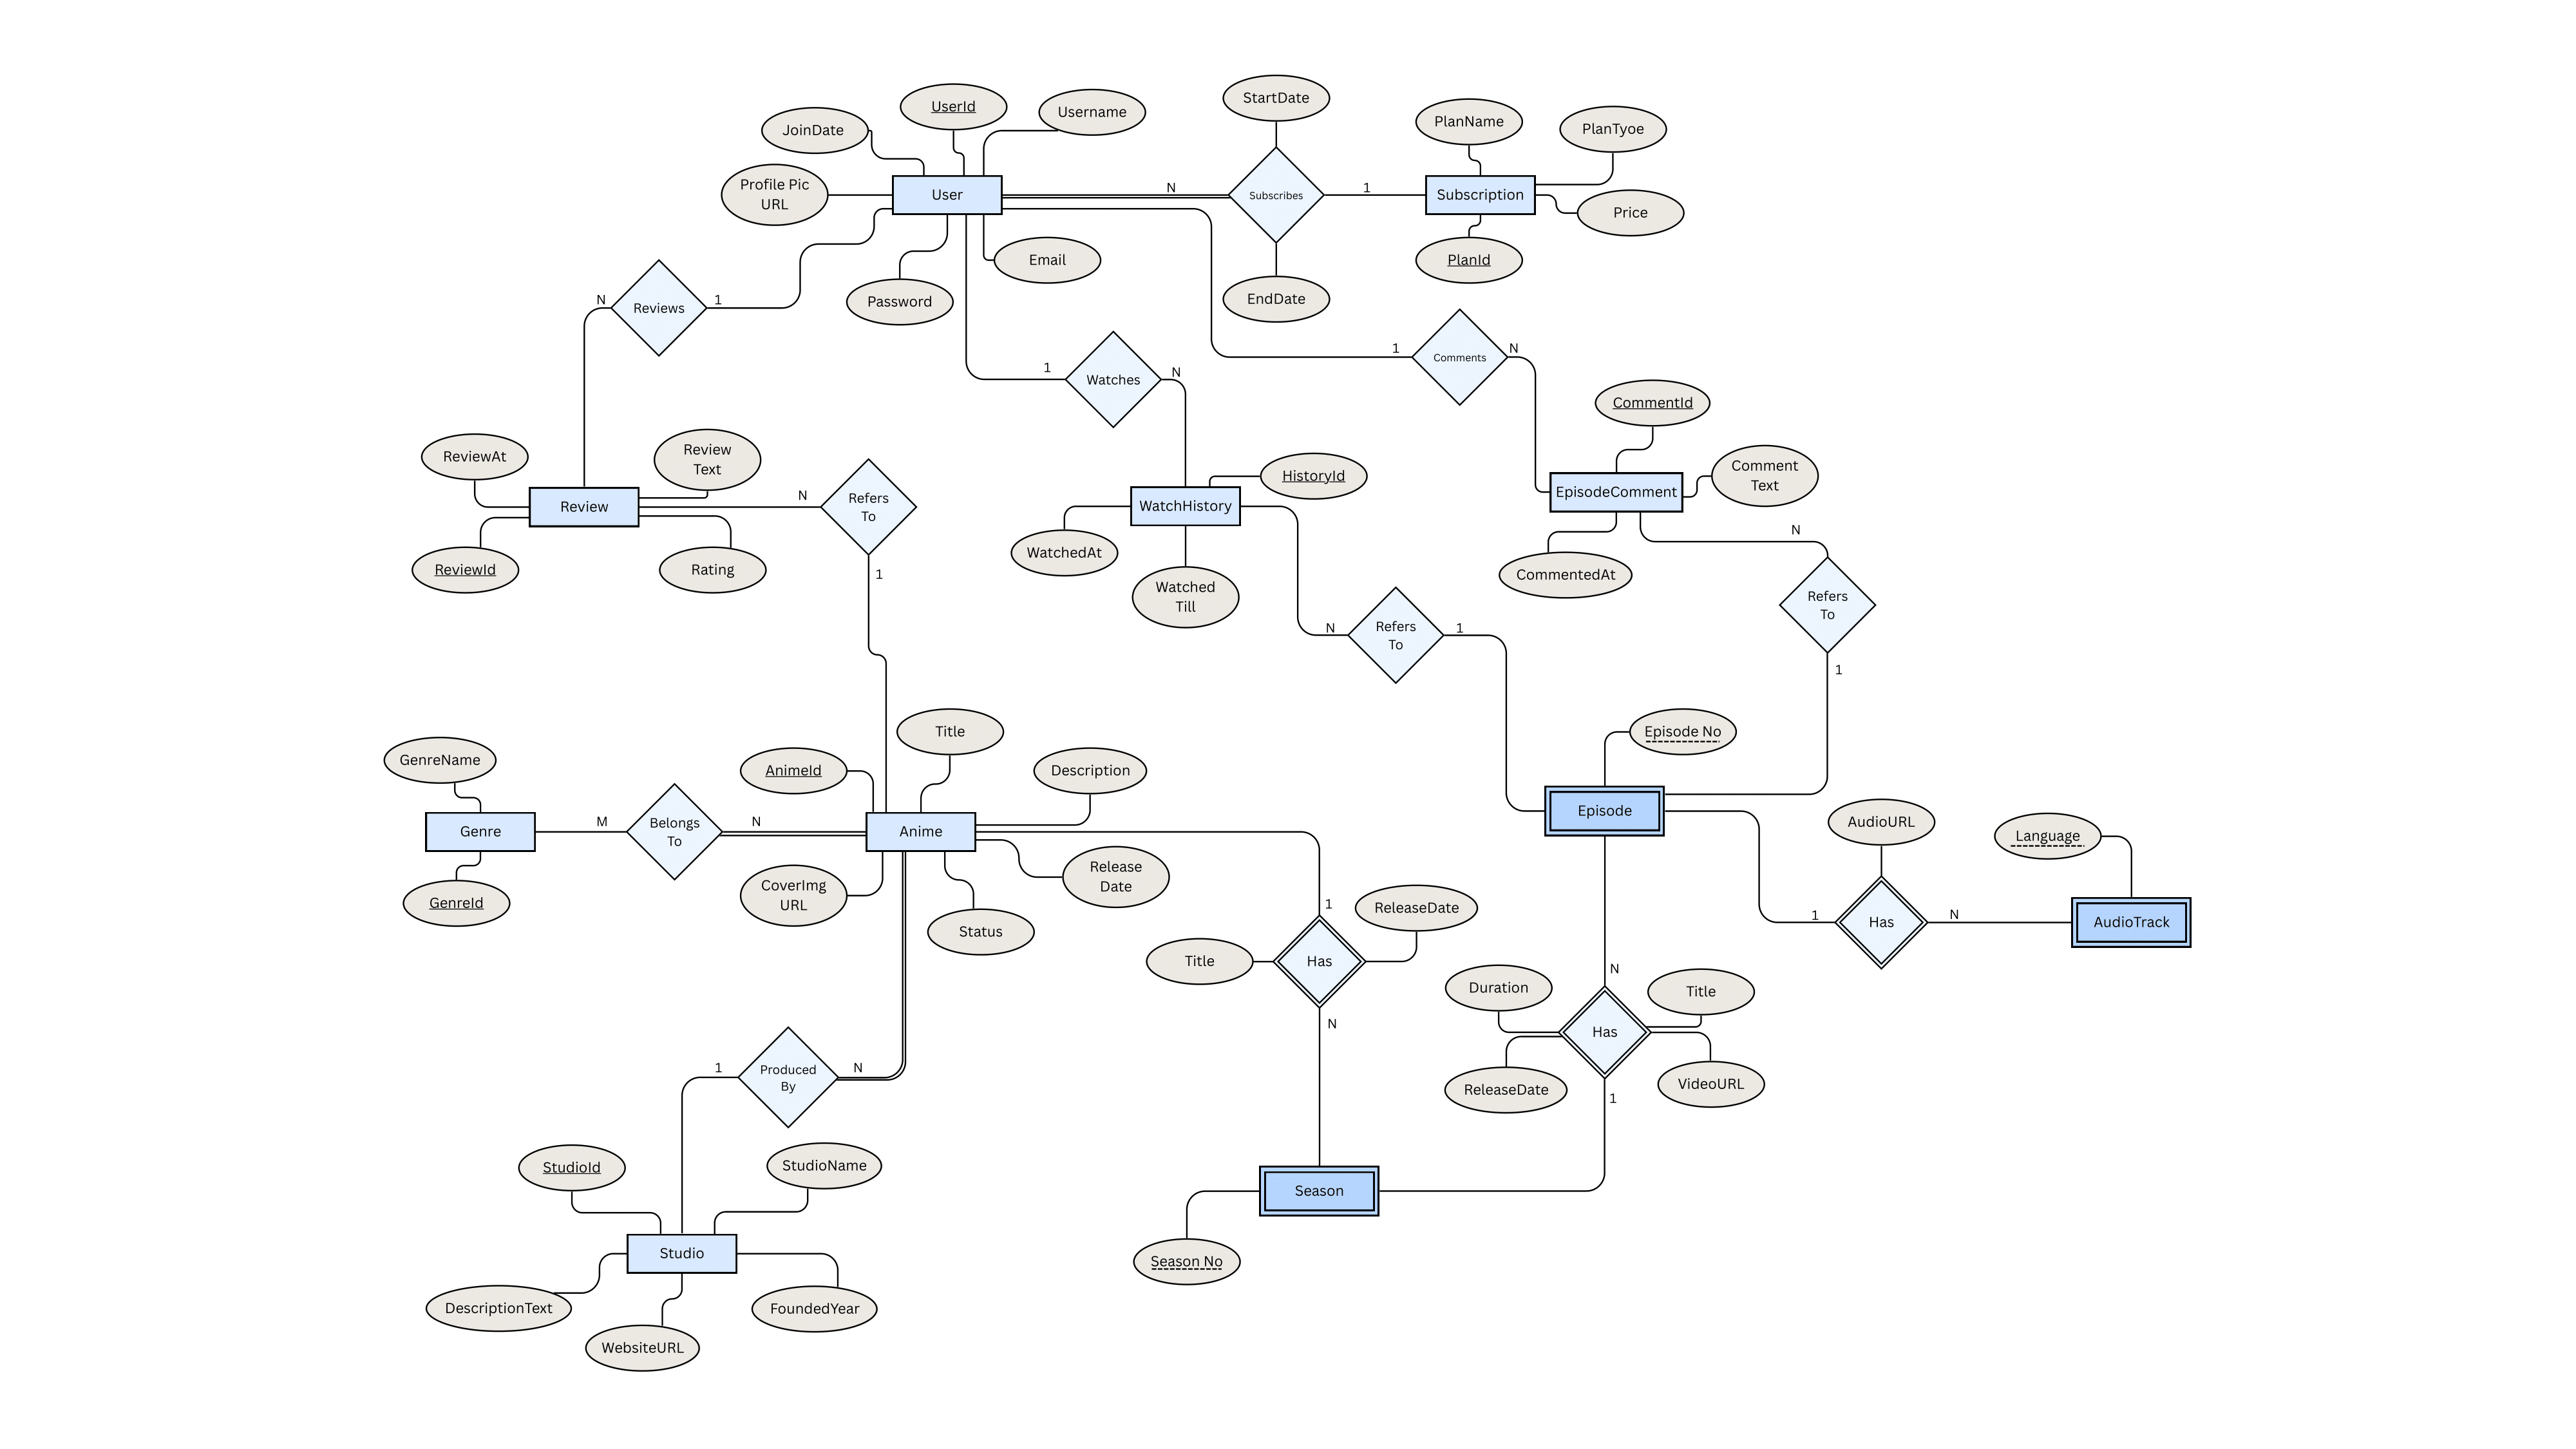 StartDate
UserId
Username
JoinDate
PlanName
PlanTyoe
Profile Pic
URL
User
N
Subscribes
1
Subscription
Price
Email
PlanId
Password
EndDate
N
Reviews
1
1
Comments
N
1
Watches
N
CommentId
ReviewAt
Review
Text
Comment
Text
HistoryId
EpisodeComment
Review
N
Refers
To
WatchHistory
N
WatchedAt
CommentedAt
ReviewId
Rating
1
Watched
Till
Refers
To
N
Refers
To
1
1
Title
Episode No
GenreName
AnimeId
Description
Episode
AudioURL
Language
Genre
M
Belongs
To
N
Anime
Release
Date
CoverImg
URL
GenreId
1
ReleaseDate
Status
1
Has
N
AudioTrack
Title
Has
N
Duration
Title
N
Has
1
Produced
By
N
ReleaseDate
VideoURL
1
StudioId
StudioName
Season
Studio
Season No
DescriptionText
FoundedYear
WebsiteURL